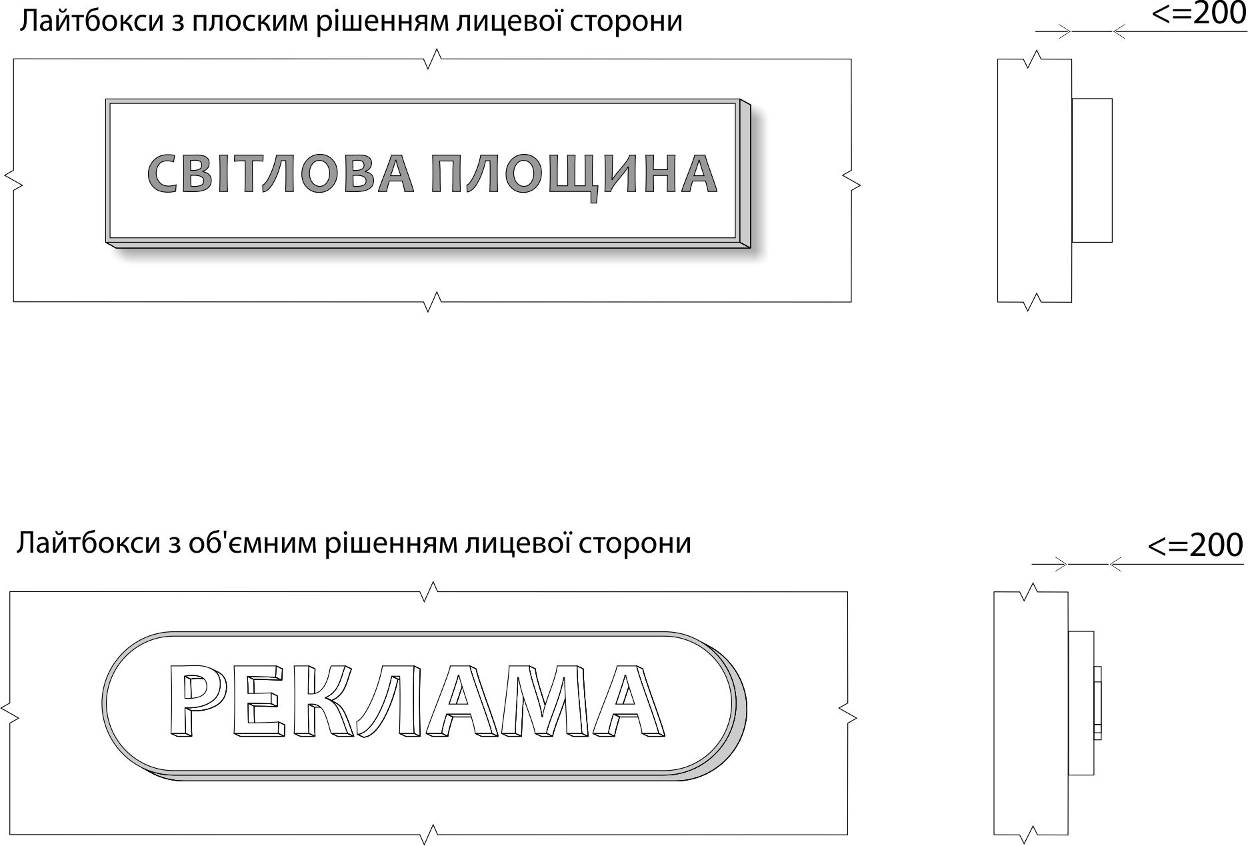 Лайтбокси з плоским рішенням лицевої сторони
<=200
СВІТЛОВА ПЛОЩИНА
Лайтбокси з об'ємним рішенням лицевої сторони
<=200
РЕКЛАМА